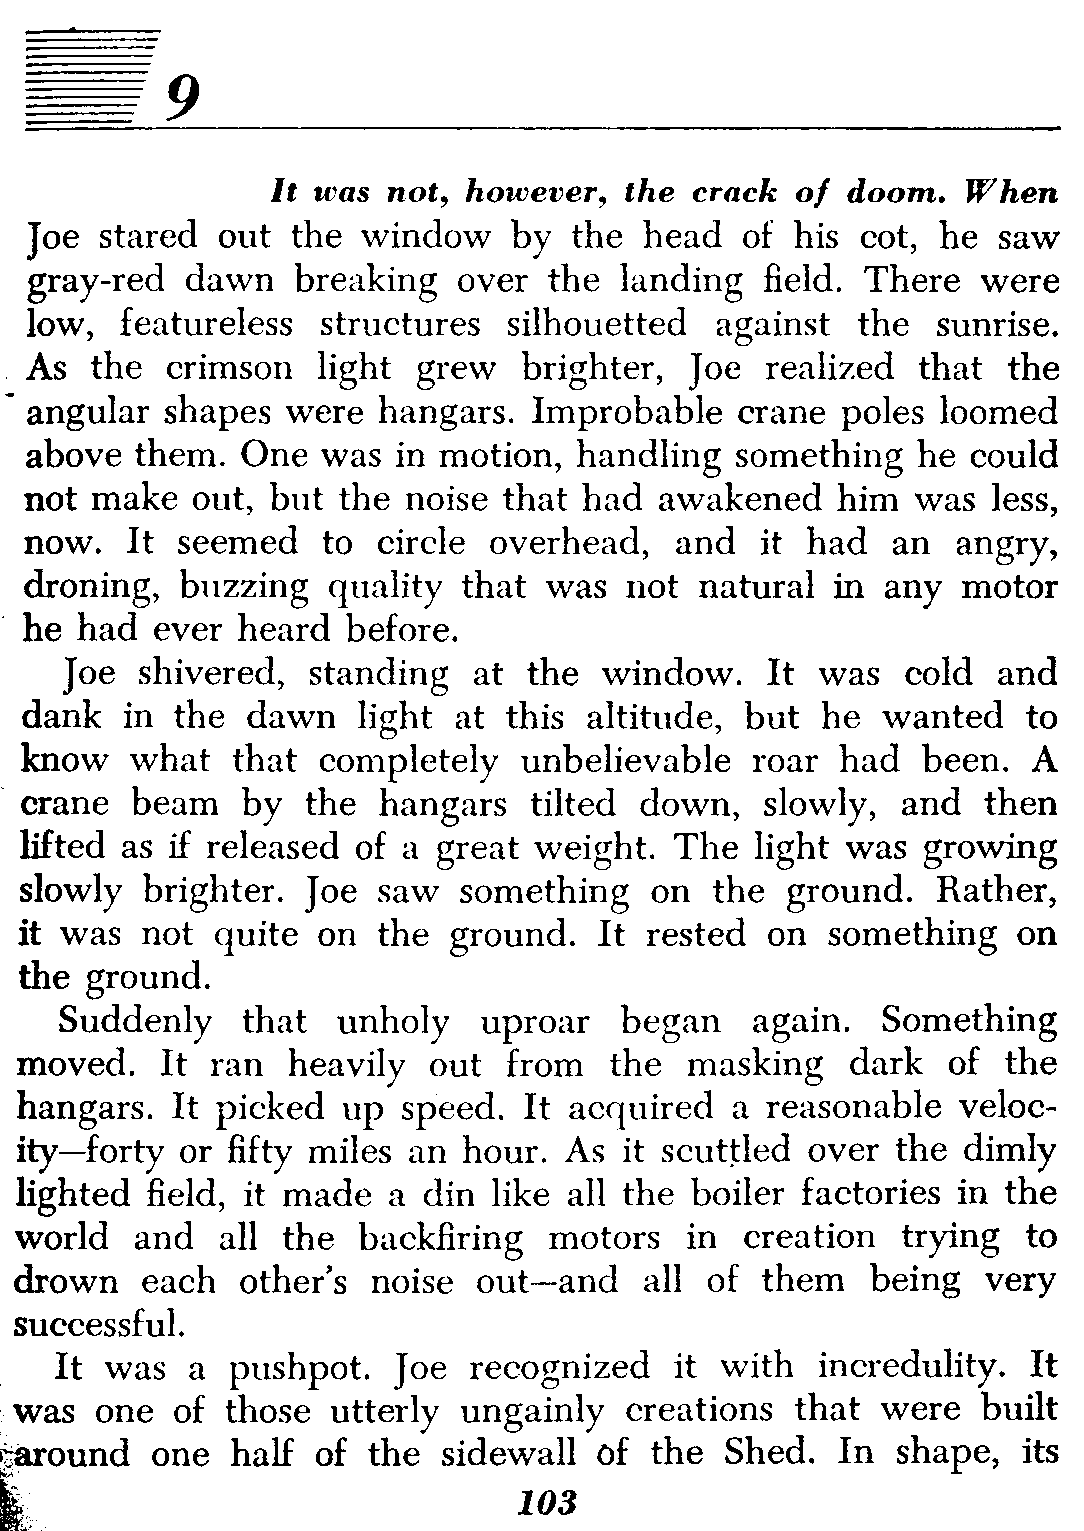 9
It was not, however, the crack of doom. When
Joe stared out the window by the head of his cot, he saw
gray-red dawn breaking over the landing field. There were
low, featureless structures silhouetted against the sunrise.
As the crimson light grew brighter, Joe realized that the
angular shapes were hangars. Improbable crane poles loomed
above them. One was in motion, handling something he could
not make out, but the noise that had awakened him was less,
now. It seemed to circle overhead, and it had an angry,
droning, buzzing quality that was not natural in any motor
he had ever heard before.
Joe shivered, standing at the window. It was cold and
dank in the dawn light at this altitude, but he wanted to
know what that completely unbelievable roar had been. A
crane beam by the hangars tilted down, slowly, and then
lifted as if released of a great weight. The light was growing
slowly brighter. Joe saw something on the ground. Rather,
it was not quite on the ground. It rested on something on
the ground.
Suddenly that unholy uproar began again. Something
moved. It ran heavily out from the masking dark of the
hangars. It picked up speed. It acquired a reasonable veloc-
ity—forty or fifty miles an hour. As it scuttled over the dimly
lighted field, it made a din like all the boiler factories in the
world and all the backfiring motors in creation trying to
drown each other's noise out—and all of them being very
successful.
It was a pushpot. Joe recognized it with incredulity. It
was one of those utterly ungainly creations that were built
around one half of the sidewall of the Shed. In shape, its
103